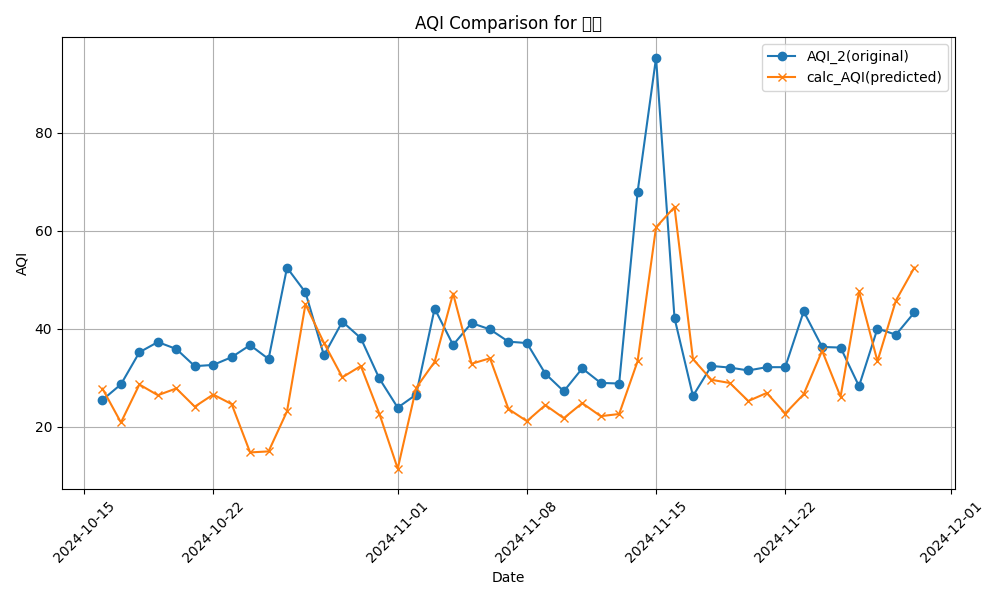 AQI Comparison for
AQI_2(original)
calc_AQI(predicted)
AQI
80
60
40
20
2024-10-15
2024-10-22
2024-11-01
2024-11-08
2024-11-15
2024-11-22
2024-12-01
Date